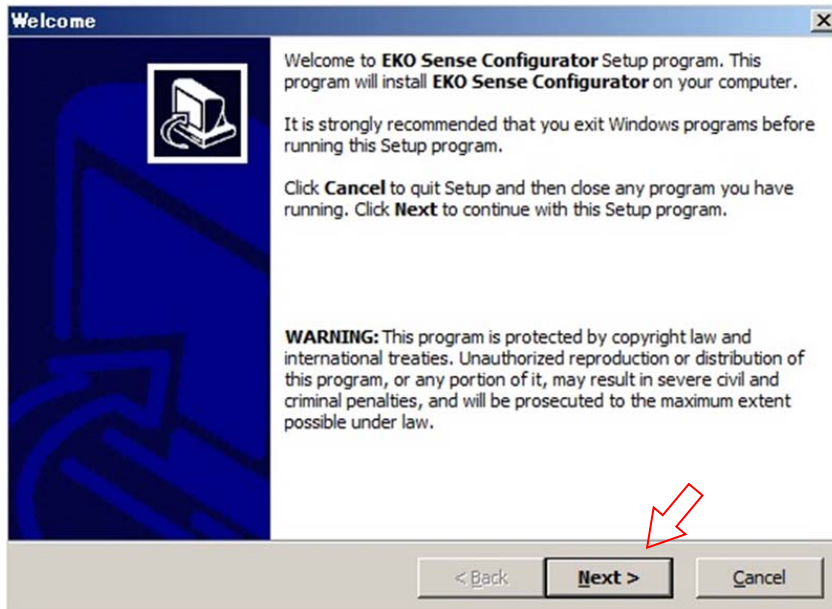 Welcome
Welcome to EKO Sense Configurator Setup program. This
program will install EKO Sense Configurator on your computer.
It is strongly recommended that you exit Windows programs before
running this Setup program.
Click Cancel to quit Setup and then close any program you have
running. Click Next to continue with this Setup program.
WARNING: This program is protected by copyright law and
international treaties. Unauthorized reproduction or distribution of
this program, or any portion of it, may result in severe civil and
criminal penalties, and will be prosecuted to the maximum extent
possible under law.
< Back Next > Cancel